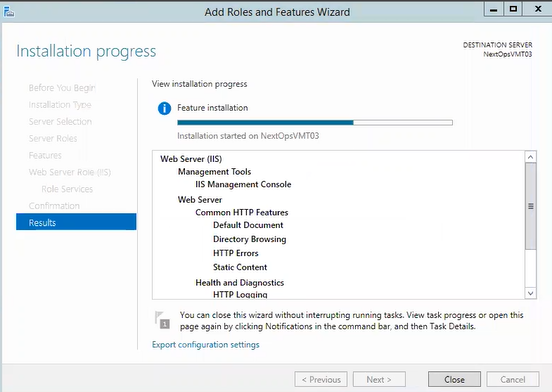 Add Roles and Features Wizard
Installation progress
DESTINATION SERVER
NextOpsVMT03
Before You Begin
Installation Type
Server Selection
Server Roles
Features
Web Server Role (IIS)
Role Services
Confirmation
Results
View installation progress
Feature installation
Installation started on NextOpsVMT03
Web Server (IIS)
Management Tools
IIS Management Console
Web Server
Common HTTP Features
Default Document
Directory Browsing
HTTP Errors
Static Content
Health and Diagnostics
HTTP Logging
1
You can close this wizard without interrupting running tasks. View task progress or open this
page again by clicking Notifications in the command bar, and then Task Details.
Export configuration settings
< Previous
Next >
Close
Cancel